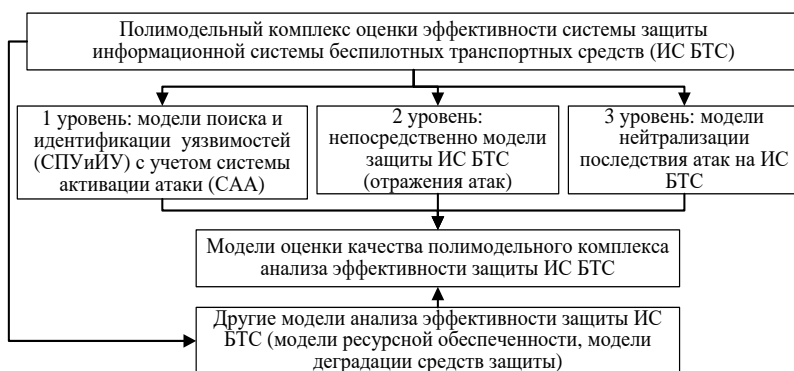 Полимодельный комплекс оценки эффективности системы защиты
информационной системы беспилотных транспортных средств (ИС БТС)
1 уровень: модели поиска и
идентификации уязвимостей
(СПУиИУ) с учетом системы
активации атаки (САА)
2 уровень:
непосредственно модели
защиты ИС БТС
(отражения атак)
3 уровень: модели
нейтрализации
последствия атак на ИС
БТС
Модели оценки качества полимодельного комплекса
анализа эффективности защиты ИС БТС
Другие модели анализа эффективности защиты ИС
БТС (модели ресурсной обеспеченности, модели
деградации средств защиты)